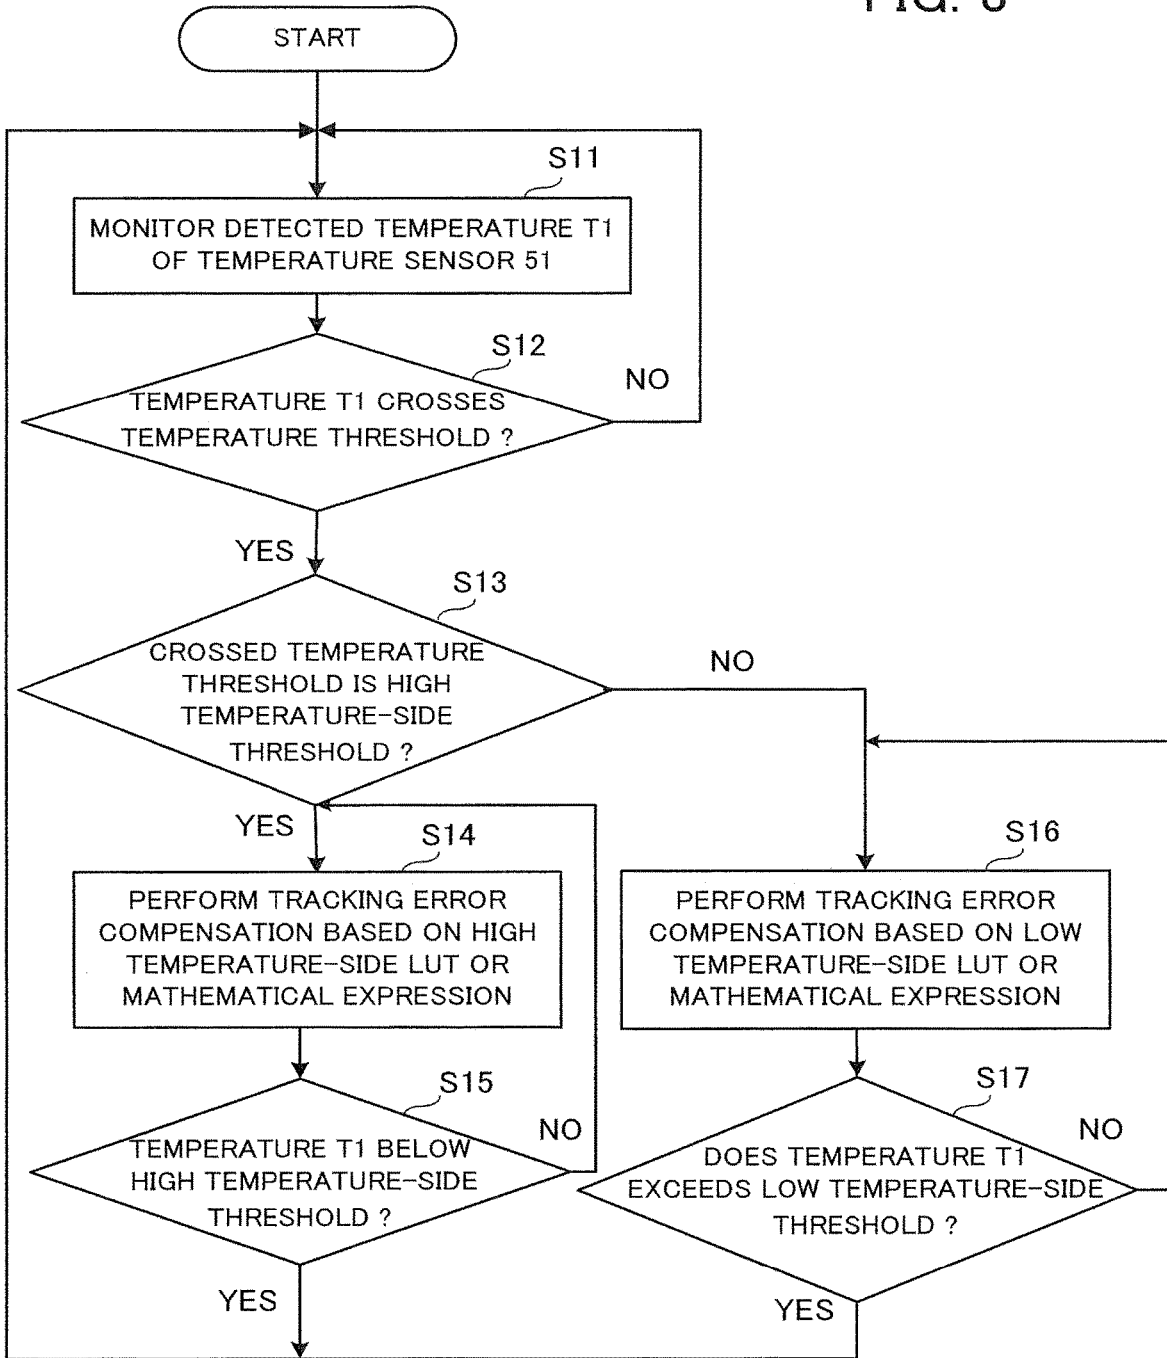 START
S11
MONITOR DETECTED TEMPERATURE T1
OF TEMPERATURE SENSOR 51
S12
NO
TEMPERATURE T1 CROSSES
TEMPERATURE THRESHOLD ?
YES
S13
CROSSED TEMPERATURE
THRESHOLD IS HIGH
TEMPERATURE-SIDE
THRESHOLD ?
NO
YES
S14
PERFORM TRACKING ERROR
COMPENSATION BASED ON HIGH
TEMPERATURE-SIDE LUT OR
MATHEMATICAL EXPRESSION
S16
PERFORM TRACKING ERROR
COMPENSATION BASED ON LOW
TEMPERATURE-SIDE LUT OR
MATHEMATICAL EXPRESSION
S15
NO
TEMPERATURE T1 BELOW
HIGH TEMPERATURE-SIDE
THRESHOLD ?
YES
S17
NO
DOES TEMPERATURE T1
EXCEEDS LOW TEMPERATURE-SIDE
THRESHOLD ?
YES
FIG.